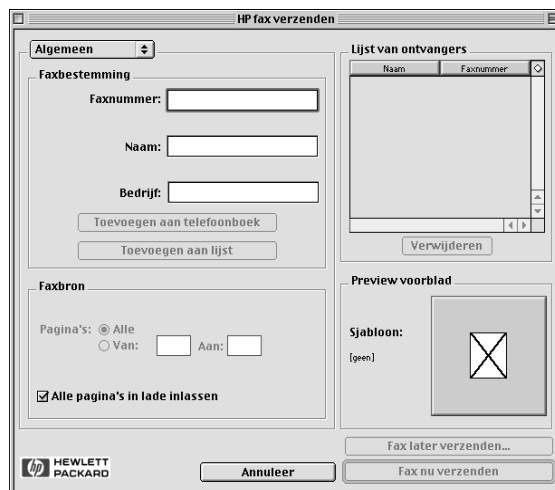 HP fax verzenden
Algemeen
Faxbestemming
Faxnummer:
Naam:
Bedrijf:
Toevoegen aan telefoonboek
Toevoegen aan lijst
Faxbron
Pagina's: Alle
Van: Aan:
Alle pagina's in lade inlassen
Lijst van ontvangers
Naam Faxnummer
Verwijderen
Preview voorblad
Sjabloon:
[geen]
Fax later verzenden...
hp HEWLETT
PACKARD
Annuleer Fax nu verzenden